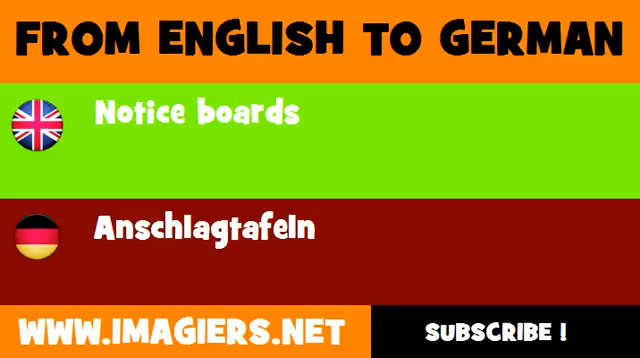 FROM ENGLISH TO GERMAN
Notice boards
Anschlagtafeln
WWW.IMAGIERS.NET
SUBSCRIBE !